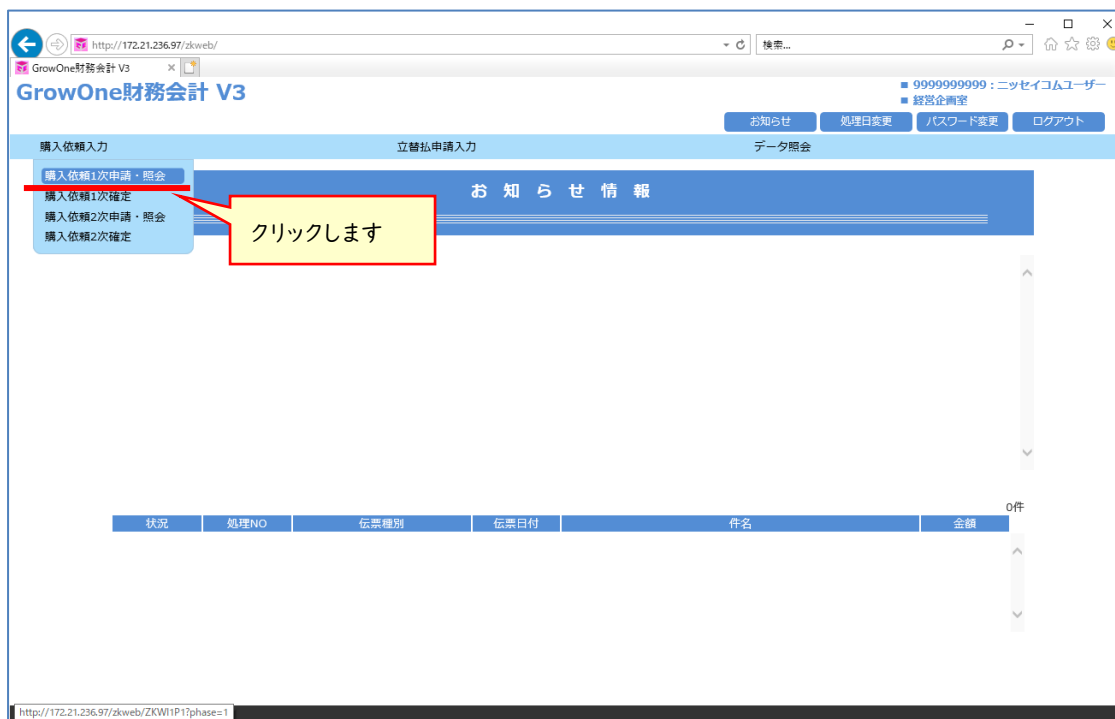 http://172.21.236.97/zkweb/
検索...
GrowOne財務会計 V3
GrowOne財務会計 V3
■ 9999999999：ニッセイコムユーザー
■ 経営企画室
お知らせ 処理日変更 パスワード変更 ログアウト
購入依頼入力 立替払申請入力 データ照会
購入依頼1次申請・照会
購入依頼1次確定
購入依頼2次申請・照会
購入依頼2次確定
お知らせ情報
クリックします
0件
状況 処理NO 伝票種別 伝票日付 件名 金額
http://172.21.236.97/zkweb/ZKWI1P1?phase=1